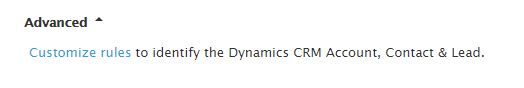 Advanced
Customize rules to identify the Dynamics CRM Account, Contact & Lead.